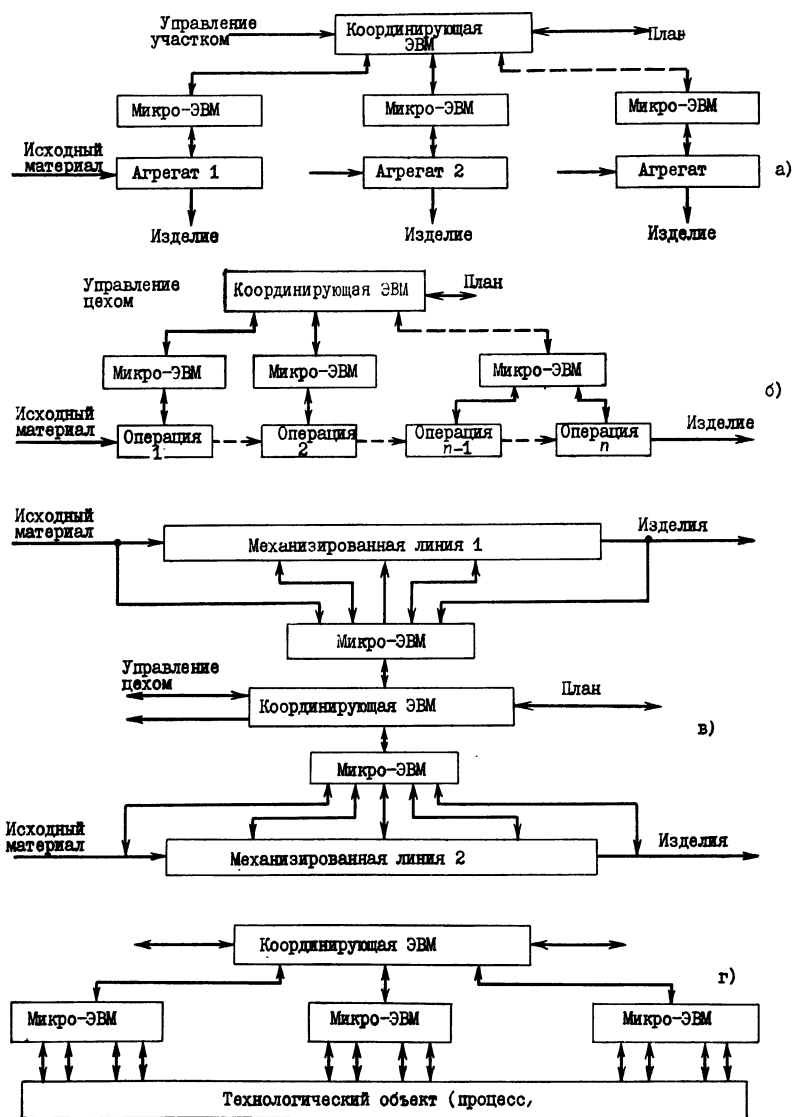 Управление
участком
Координирующая
ЭВМ
План
Микро-ЭВМ
Микро-ЭВМ
Микро-ЭВМ
Исходный
материал
Агрегат 1
Агрегат 2
Агрегат
а)
Изделие
Изделие
Изделие
Управление
цехом
Координирующая ЭВМ
План
Микро-ЭВМ
Микро-ЭВМ
Микро-ЭВМ
б)
Исходный
материал
Операция
1
Операция
2
Операция
n-1
Операция
n
Изделие
Исходный
материал
Механизированная линия 1
Изделия
Микро-ЭВМ
Управление
цехом
Координирующая ЭВМ
План
в)
Микро-ЭВМ
Исходный
материал
Механизированная линия 2
Изделия
Координирующая ЭВМ
г)
Микро-ЭВМ
Микро-ЭВМ
Микро-ЭВМ
Технологический объект (процесс,